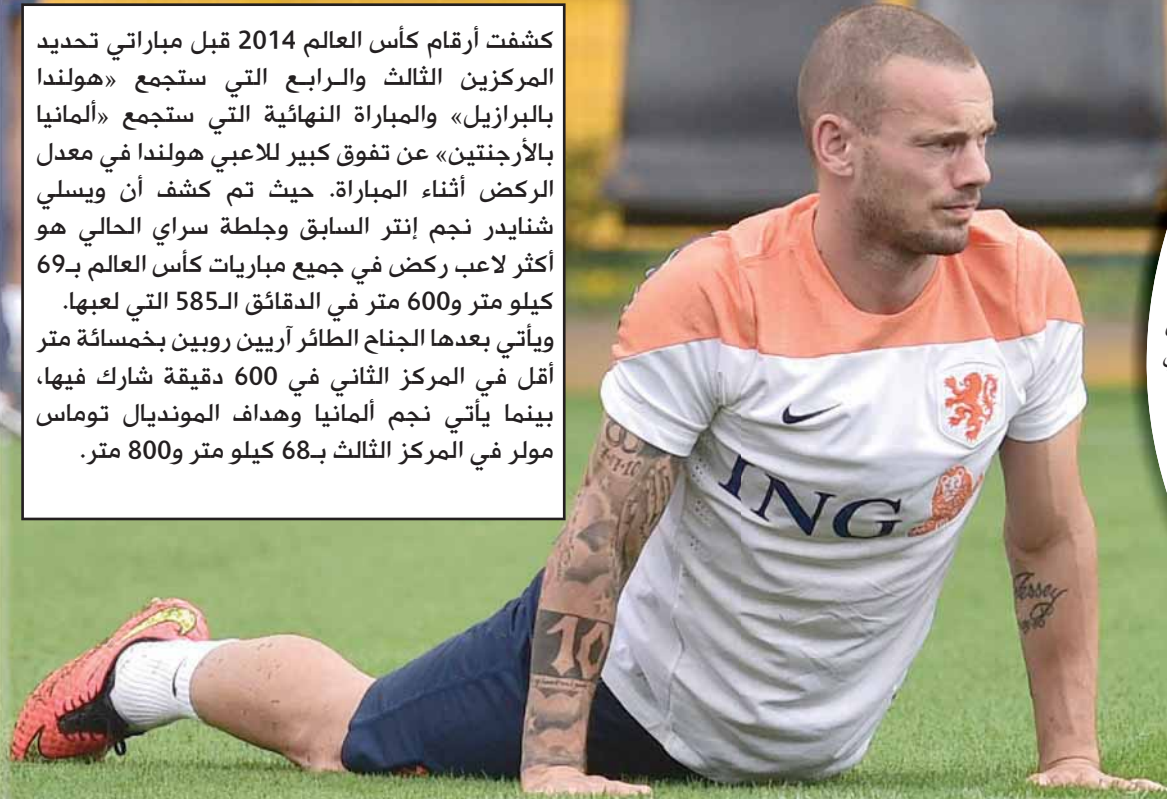 كشفت أرقام كأس العالم 2014 قبل مباراتي تحديد
المركزين الثالث والرابع التي ستجمع «هولندا
بالبرازيل» والمباراة النهائية التي ستجمع «ألمانيا
بالأرجنتين» عن تفوق كبير للاعبي هولندا في معدل
الركض أثناء المباراة. حيث تم كشف أن ويسلي
شنايدر نجم إنتر السابق وجلطة سراي الحالي هو
أكثر لاعب ركض في جميع مباريات كأس العالم بـ69
كيلو متر و600 متر في الدقائق الـ585 التي لعبها.
ويأتي بعدها الجناح الطائر آريين روبين بخمسائة متر
أقل في المركز الثاني في 600 دقيقة شارك فيها،
بينما يأتي نجم ألمانيا وهداف المونديال توماس
مولر في المركز الثالث بـ68 كيلو متر و800 متر.
ING
10
Jessey